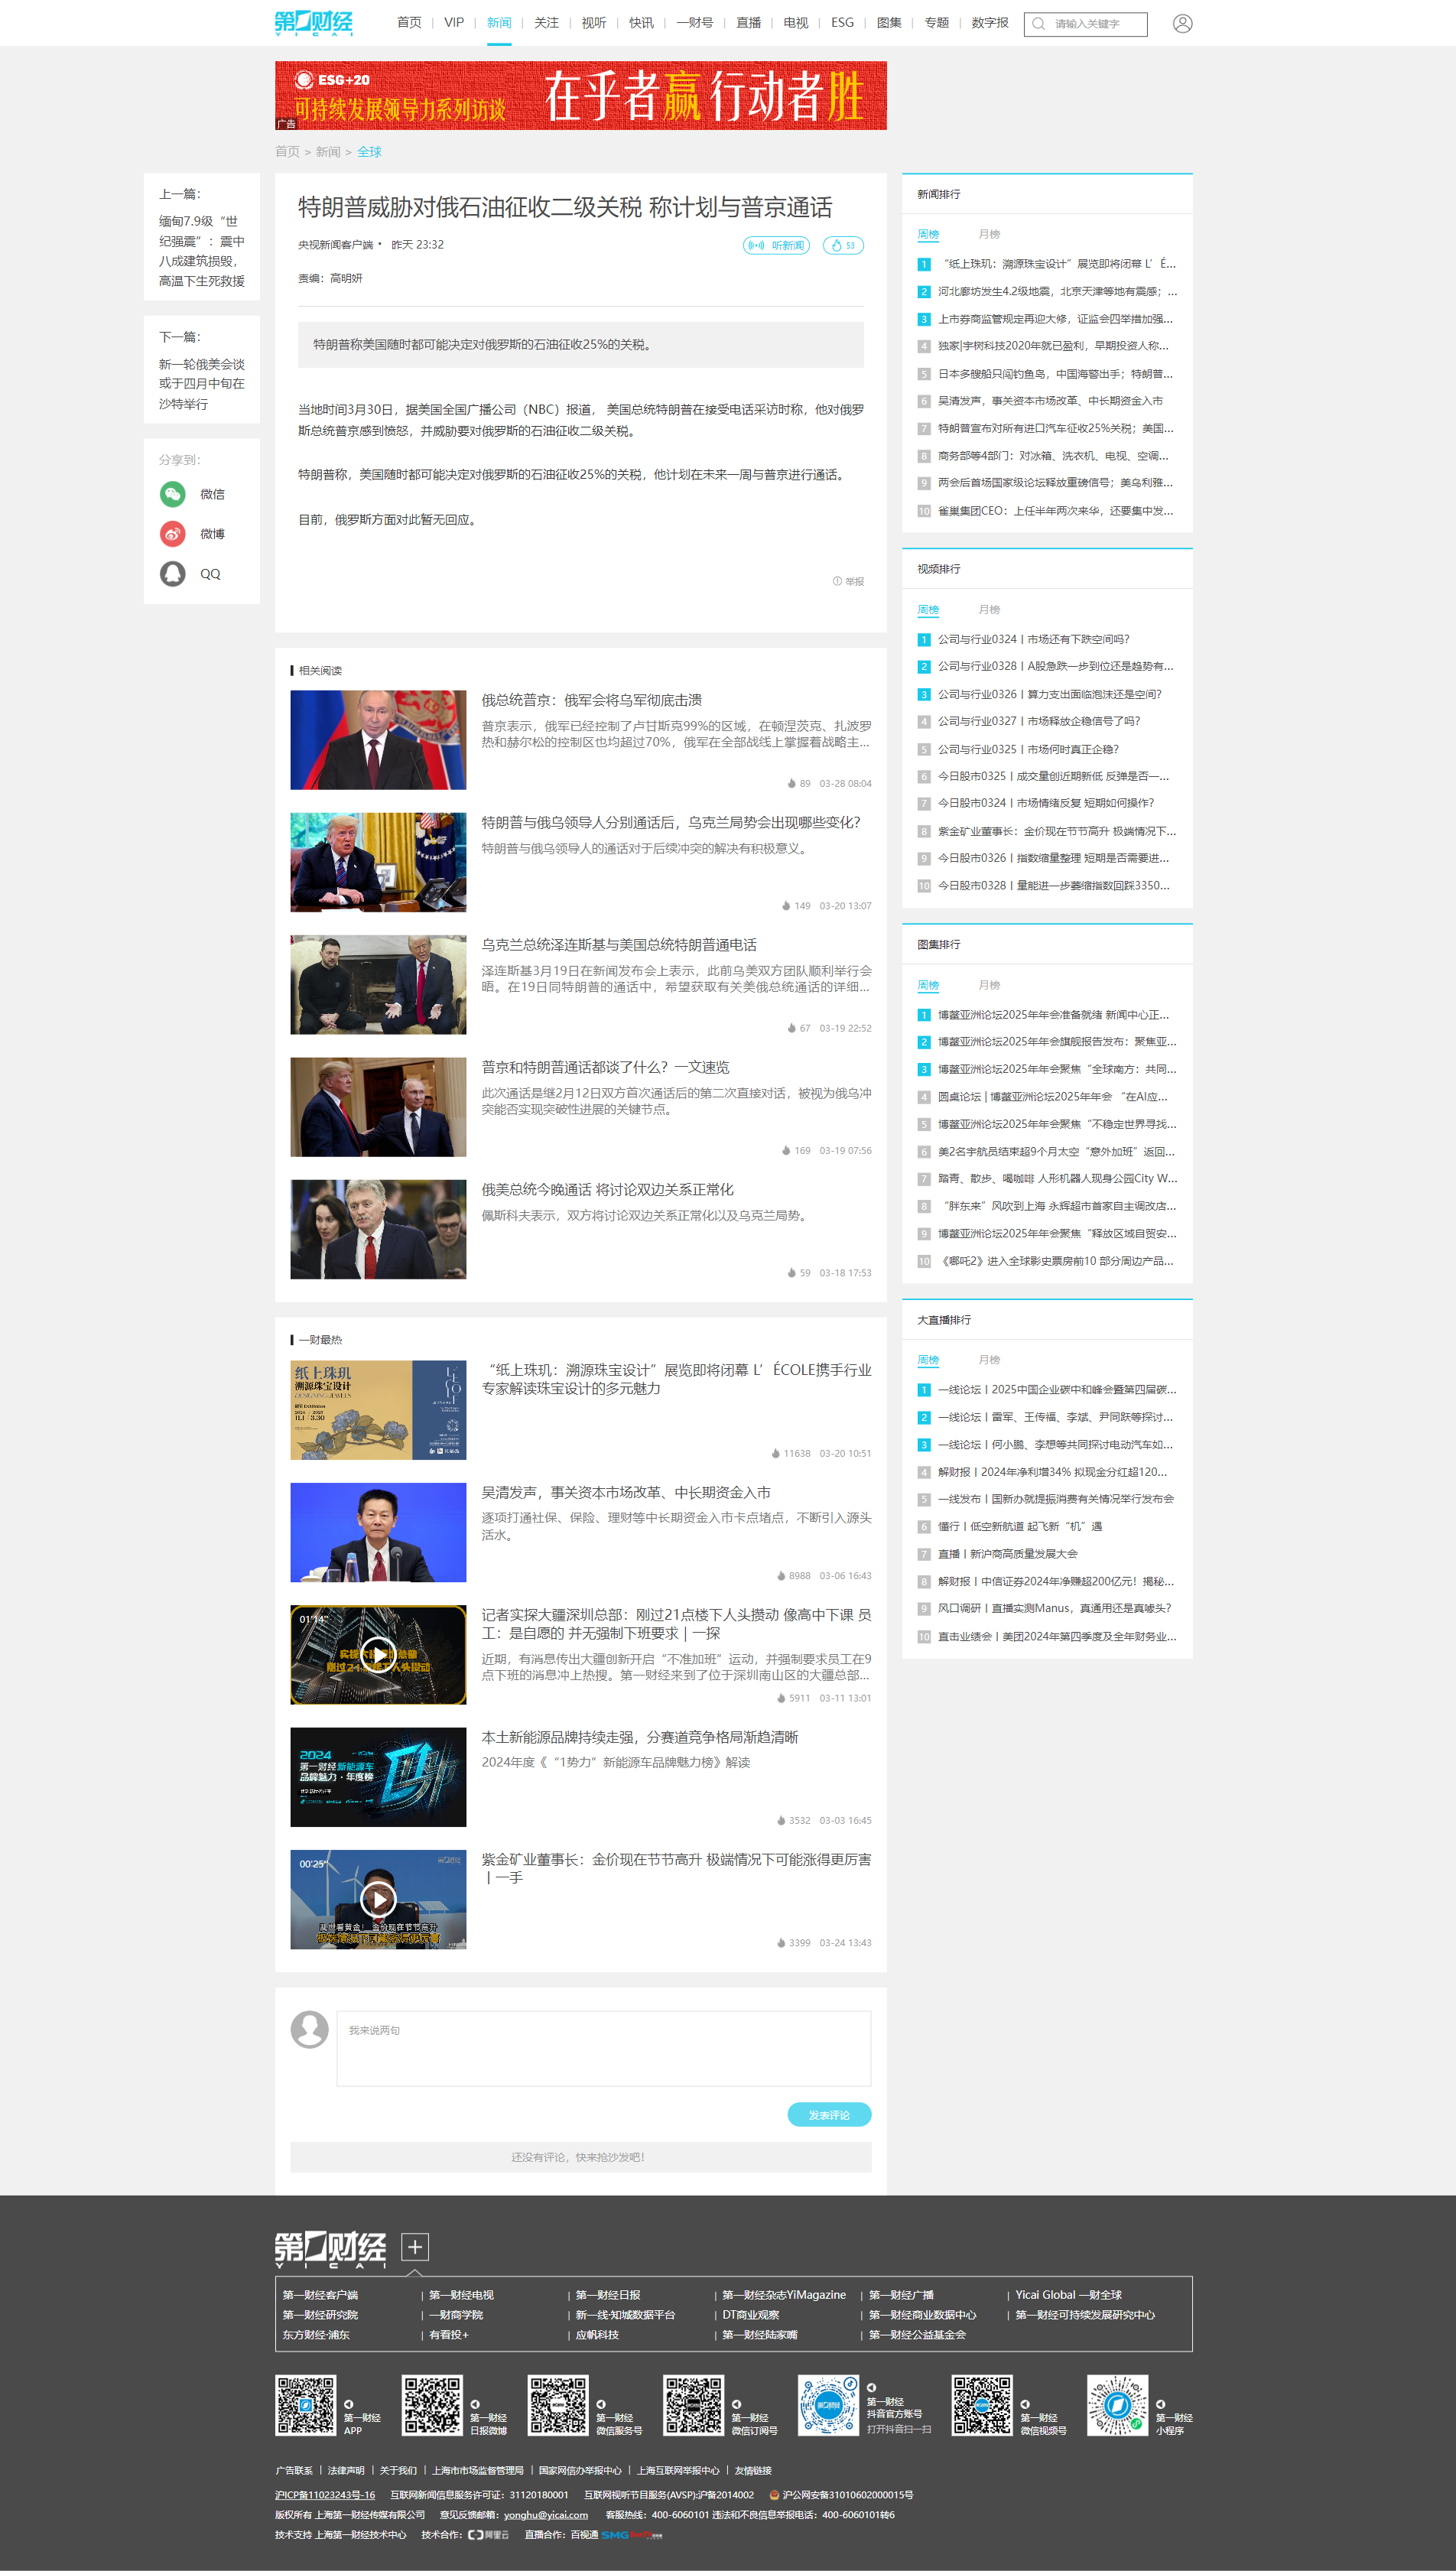 第一财经
YICAI
首页 | VIP | 新闻 | 关注 | 视听 | 快讯 | 一财号 | 直播 | 电视 | ESG | 图集 | 专题 | 数字报
请输入关键字
ESG+20
可持续发展领导力系列访谈
在乎者赢 行动者胜
广告
首页 > 新闻 > 全球
上一篇：
缅甸7.9级“世
纪强震”：震中
八成建筑损毁，
高温下生死救援
下一篇：
新一轮俄美会谈
或于四月中旬在
沙特举行
分享到：
微信
微博
QQ
特朗普威胁对俄石油征收二级关税 称计划与普京通话
央视新闻客户端 • 昨天 23:32
听新闻
53
责编：高明妍
特朗普称美国随时都可能决定对俄罗斯的石油征收25%的关税。
当地时间3月30日，据美国全国广播公司（NBC）报道， 美国总统特朗普在接受电话采访时称，他对俄罗
斯总统普京感到愤怒，并威胁要对俄罗斯的石油征收二级关税。
特朗普称，美国随时都可能决定对俄罗斯的石油征收25%的关税，他计划在未来一周与普京进行通话。
目前，俄罗斯方面对此暂无回应。
举报
相关阅读
俄总统普京：俄军会将乌军彻底击溃
普京表示，俄军已经控制了卢甘斯克99%的区域，在顿涅茨克、扎波罗
热和赫尔松的控制区也均超过70%，俄军在全部战线上掌握着战略主...
89 03-28 08:04
特朗普与俄乌领导人分别通话后，乌克兰局势会出现哪些变化？
特朗普与俄乌领导人的通话对于后续冲突的解决有积极意义。
149 03-20 13:07
乌克兰总统泽连斯基与美国总统特朗普通电话
泽连斯基3月19日在新闻发布会上表示，此前乌美双方团队顺利举行会
晤。在19日同特朗普的通话中，希望获取有关美俄总统通话的详细...
67 03-19 22:52
普京和特朗普通话都谈了什么？一文速览
此次通话是继2月12日双方首次通话后的第二次直接对话，被视为俄乌冲
突能否实现突破性进展的关键节点。
169 03-19 07:56
俄美总统今晚通话 将讨论双边关系正常化
佩斯科夫表示，双方将讨论双边关系正常化以及乌克兰局势。
59 03-18 17:53
一财最热
纸上珠玑
溯源珠宝设计
“纸上珠玑：溯源珠宝设计”展览即将闭幕 L’ÉCOLE携手行业
专家解读珠宝设计的多元魅力
11638 03-20 10:51
吴清发声，事关资本市场改革、中长期资金入市
逐项打通社保、保险、理财等中长期资金入市卡点堵点，不断引入源头
活水。
8988 03-06 16:43
01'14"
记者实探大疆深圳总部：刚过21点楼下人头攒动 像高中下课 员
工：是自愿的 并无强制下班要求 | 一探
近期，有消息传出大疆创新开启“不准加班”运动，并强制要求员工在9
点下班的消息冲上热搜。第一财经来到了位于深圳南山区的大疆总部...
5911 03-11 13:01
2024
第一财经新能源车
品牌魅力·年度榜
本土新能源品牌持续走强，分赛道竞争格局渐趋清晰
2024年度《“1势力”新能源车品牌魅力榜》解读
3532 03-03 16:45
00'25"
紫金矿业董事长：金价现在节节高升 极端情况下可能涨得更厉害
丨一手
3399 03-24 13:43
我来说两句
发表评论
还没有评论，快来抢沙发吧！
新闻排行
周榜 月榜
1 “纸上珠玑：溯源珠宝设计”展览即将闭幕 L’É...
2 河北廊坊发生4.2级地震，北京天津等地有震感；...
3 上市券商监管规定再迎大修，证监会四举措加强...
4 独家|宇树科技2020年就已盈利，早期投资人称...
5 日本多艘船只闯钓鱼岛，中国海警出手；特朗普...
6 吴清发声，事关资本市场改革、中长期资金入市
7 特朗普宣布对所有进口汽车征收25%关税；美国...
8 商务部等4部门：对冰箱、洗衣机、电视、空调...
9 两会后首场国家级论坛释放重磅信号；美乌利雅...
10 雀巢集团CEO：上任半年两次来华，还要集中发...
视频排行
周榜 月榜
1 公司与行业0324丨市场还有下跌空间吗？
2 公司与行业0328丨A股急跌一步到位还是趋势有...
3 公司与行业0326丨算力支出面临泡沫还是空间？
4 公司与行业0327丨市场释放企稳信号了吗？
5 公司与行业0325丨市场何时真正企稳？
6 今日股市0325丨成交量创近期新低 反弹是否一...
7 今日股市0324丨市场情绪反复 短期如何操作？
8 紫金矿业董事长：金价现在节节高升 极端情况下...
9 今日股市0326丨指数缩量整理 短期是否需要进...
10 今日股市0328丨量能进一步萎缩指数回踩3350...
图集排行
周榜 月榜
1 博鳌亚洲论坛2025年年会准备就绪 新闻中心正...
2 博鳌亚洲论坛2025年年会旗舰报告发布：聚焦亚...
3 博鳌亚洲论坛2025年年会聚焦“全球南方：共同...
4 圆桌论坛 | 博鳌亚洲论坛2025年年会 “在AI应...
5 博鳌亚洲论坛2025年年会聚焦“不稳定世界寻找...
6 美2名宇航员结束超9个月太空“意外加班”返回...
7 踏青、散步、喝咖啡 人形机器人现身公园City W...
8 “胖东来”风吹到上海 永辉超市首家自主调改店...
9 博鳌亚洲论坛2025年年会聚焦“释放区域自贸安...
10 《哪吒2》进入全球影史票房前10 部分周边产品...
大直播排行
周榜 月榜
1 一线论坛丨2025中国企业碳中和峰会暨第四届碳...
2 一线论坛丨雷军、王传福、李斌、尹同跃等探讨...
3 一线论坛丨何小鹏、李想等共同探讨电动汽车如...
4 解财报丨2024年净利增34% 拟现金分红超120...
5 一线发布丨国新办就提振消费有关情况举行发布会
6 懂行丨低空新航道 起飞新“机”遇
7 直播丨新沪商高质量发展大会
8 解财报丨中信证券2024年净赚超200亿元！揭秘...
9 风口调研丨直播实测Manus，真通用还是真噱头？
10 直击业绩会丨美团2024年第四季度及全年财务业...
第一财经
YICAI
第一财经客户端 | 第一财经电视 | 第一财经日报 | 第一财经杂志YiMagazine | 第一财经广播 | Yicai Global 一财全球
第一财经研究院 | 一财商学院 | 新一线·知城数据平台 | DT商业观察 | 第一财经商业数据中心 | 第一财经可持续发展研究中心
东方财经·浦东 | 有看投+ | 应帆科技 | 第一财经陆家嘴 | 第一财经公益基金会
第一财经
APP
第一财经
日报微博
第一财经
微信服务号
第一财经
微信订阅号
第一财经
抖音官方账号
打开抖音扫一扫
第一财经
微信视频号
第一财经
小程序
广告联系 | 法律声明 | 关于我们 | 上海市市场监督管理局 | 国家网信办举报中心 | 上海互联网举报中心 | 友情链接
沪ICP备11023243号-16 互联网新闻信息服务许可证：31120180001 互联网视听节目服务(AVSP):沪备2014002 沪公网安备31010602000015号
版权所有 上海第一财经传媒有限公司 意见反馈邮箱：yonghu@yicai.com 客服热线：400-6060101 违法和不良信息举报电话：400-6060101转6
技术支持 上海第一财经技术中心 技术合作： 阿里云 直播合作：百视通 SMG